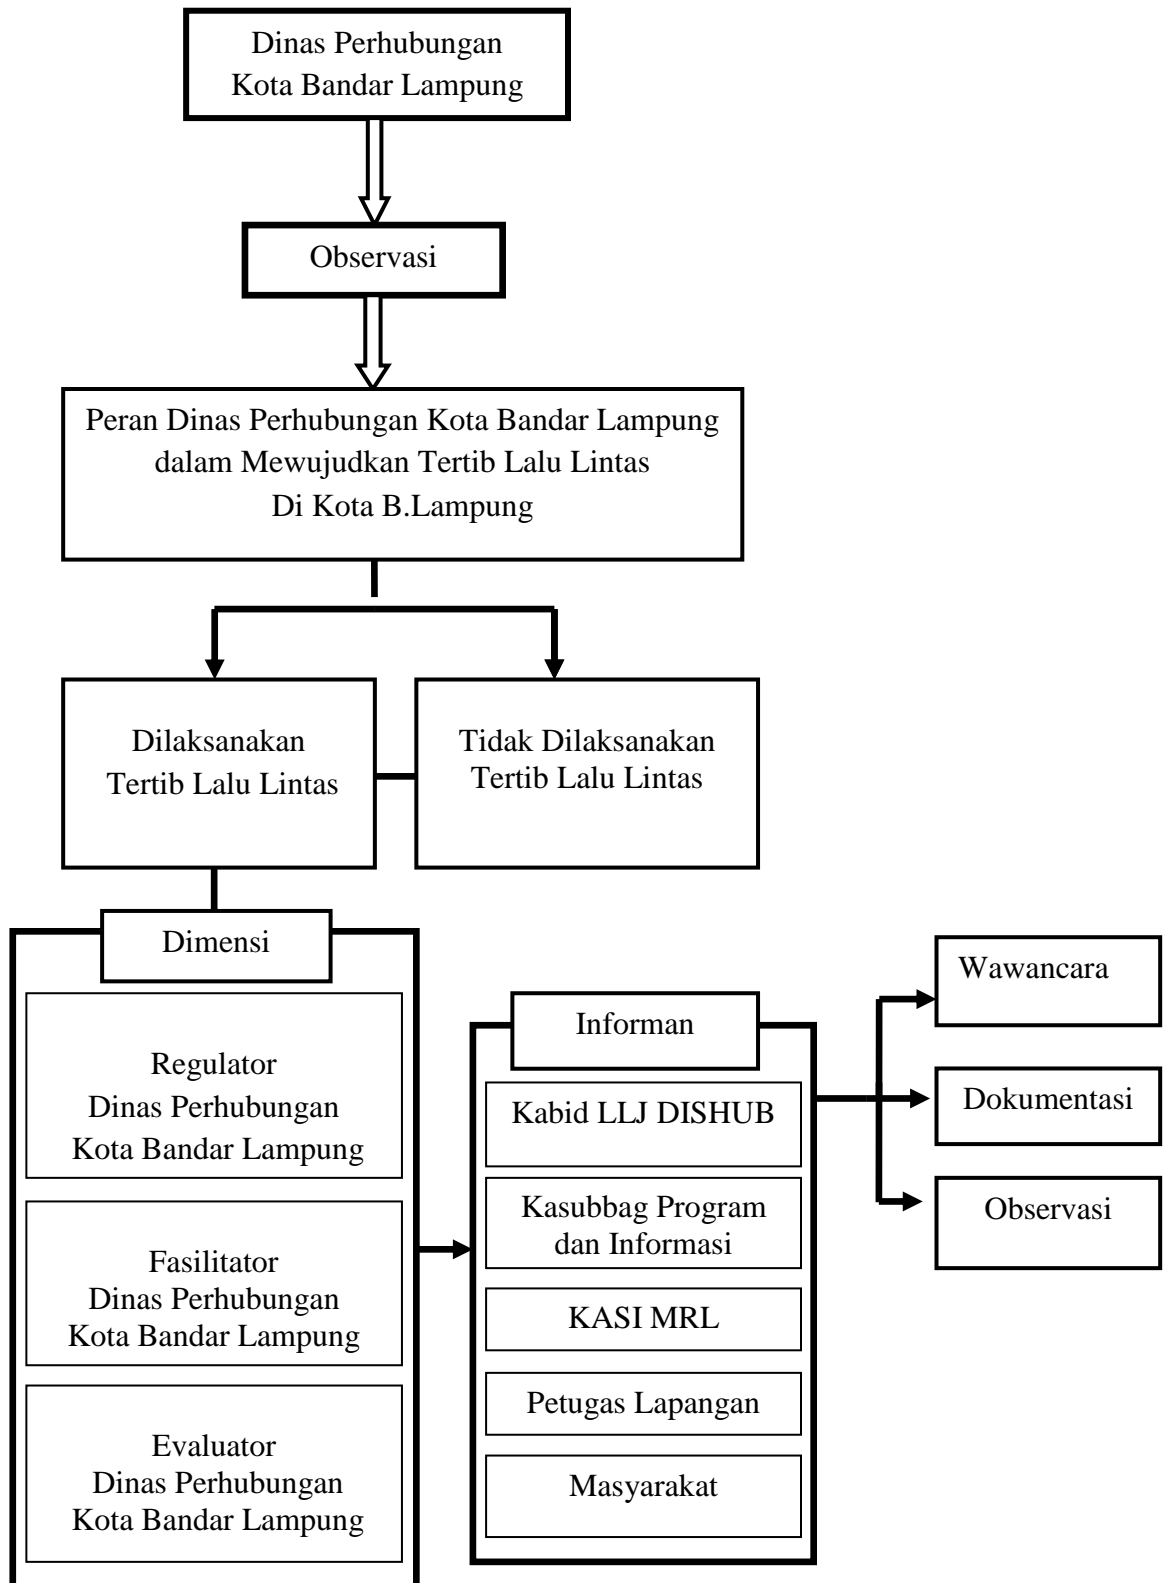 Dinas Perhubungan
Kota Bandar Lampung
Observasi
Peran Dinas Perhubungan Kota Bandar Lampung
dalam Mewujudkan Tertib Lalu Lintas
Di Kota B.Lampung
Dilaksanakan
Tertib Lalu Lintas
Tidak Dilaksanakan
Tertib Lalu Lintas
Dimensi
Regulator
Dinas Perhubungan
Kota Bandar Lampung
Fasilitator
Dinas Perhubungan
Kota Bandar Lampung
Evaluator
Dinas Perhubungan
Kota Bandar Lampung
Informan
Kabid LLJ DISHUB
Kasubbag Program
dan Informasi
KASI MRL
Petugas Lapangan
Masyarakat
Wawancara
Dokumentasi
Observasi